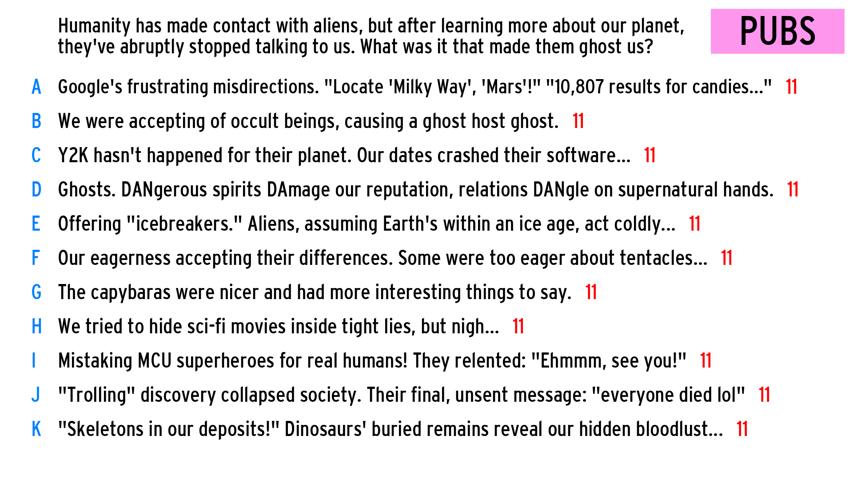 Humanity has made contact with aliens, but after learning more about our planet,
they've abruptly stopped talking to us. What was it that made them ghost us?
PUBS
A Google's frustrating misdirections. "Locate 'Milky Way', 'Mars'!" "10,807 results for candies..." 11
B We were accepting of occult beings, causing a ghost host ghost. 11
C Y2K hasn't happened for their planet. Our dates crashed their software... 11
D Ghosts. DANgerous spirits DAmage our reputation, relations DANgle on supernatural hands. 11
E Offering "icebreakers." Aliens, assuming Earth's within an ice age, act coldly... 11
F Our eagerness accepting their differences. Some were too eager about tentacles... 11
G The capybaras were nicer and had more interesting things to say. 11
H We tried to hide sci-fi movies inside tight lies, but nigh... 11
I Mistaking MCU superheroes for real humans! They relented: "Ehmmm, see you!" 11
J "Trolling" discovery collapsed society. Their final, unsent message: "everyone died lol" 11
K "Skeletons in our deposits!" Dinosaurs' buried remains reveal our hidden bloodlust... 11